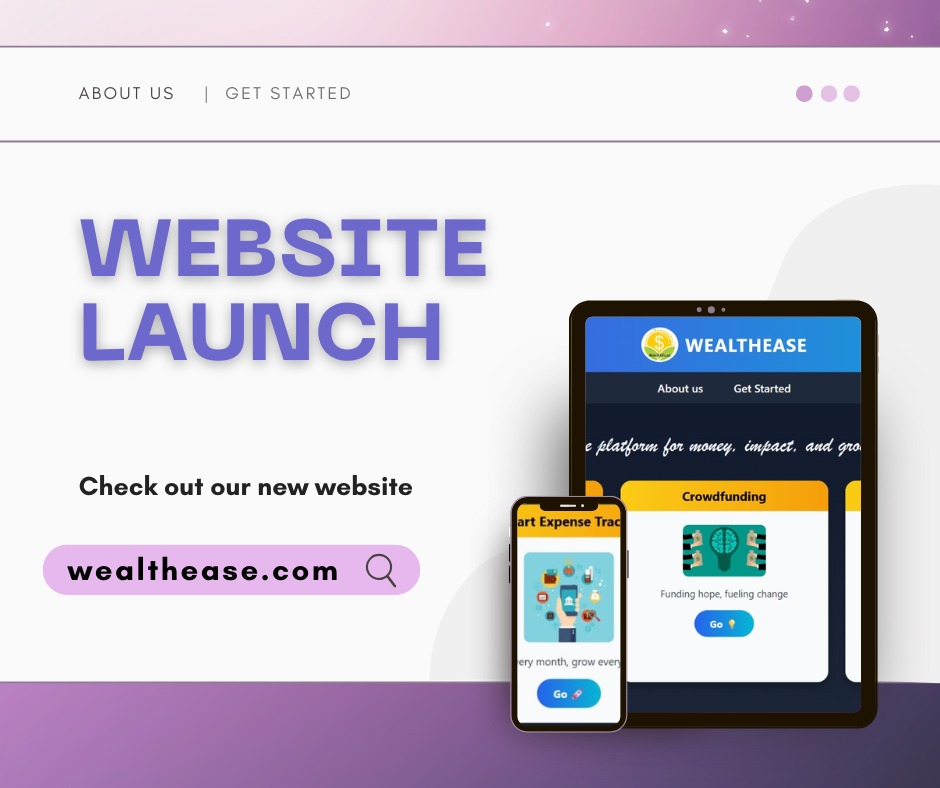 ABOUT US | GET STARTED
WEBSITE
LAUNCH
Check out our new website
wealthease.com
$
WEALTHEASE
About us Get Started
e platform for money, impact, and gro
Crowdfunding
Funding hope, fueling change
Go
art Expense Trac
very month, grow every
Go